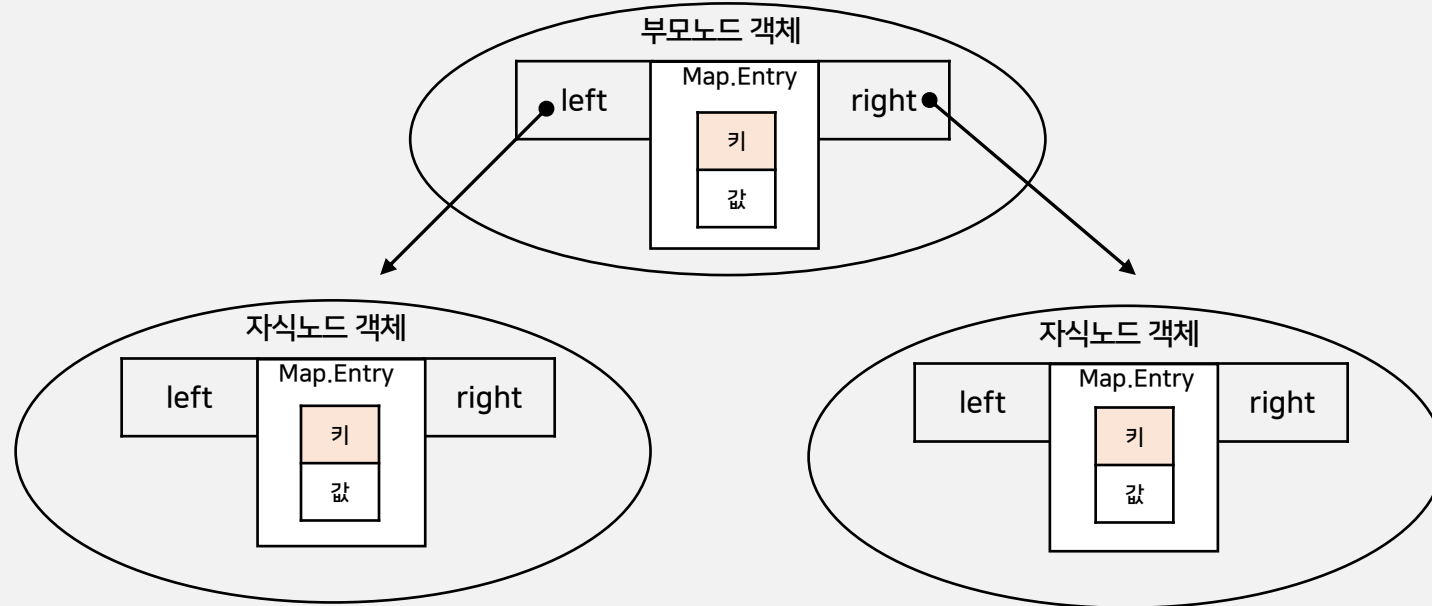 부모노드 객체
left
Map.Entry
right
키
값
자식노드 객체
left
Map.Entry
right
키
값
자식노드 객체
left
Map.Entry
right
키
값